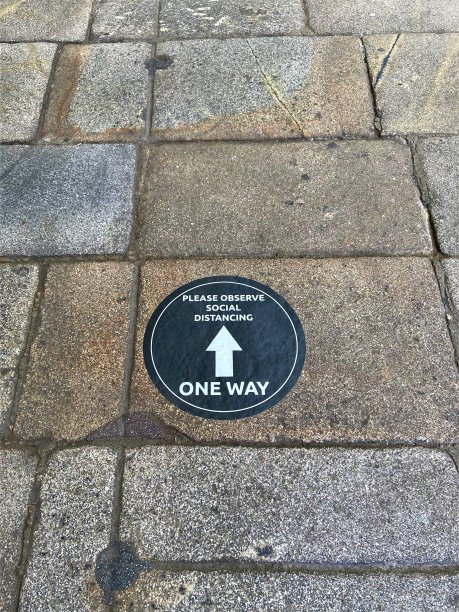 PLEASE OBSERVE
SOCIAL
DISTANCING
ONE WAY